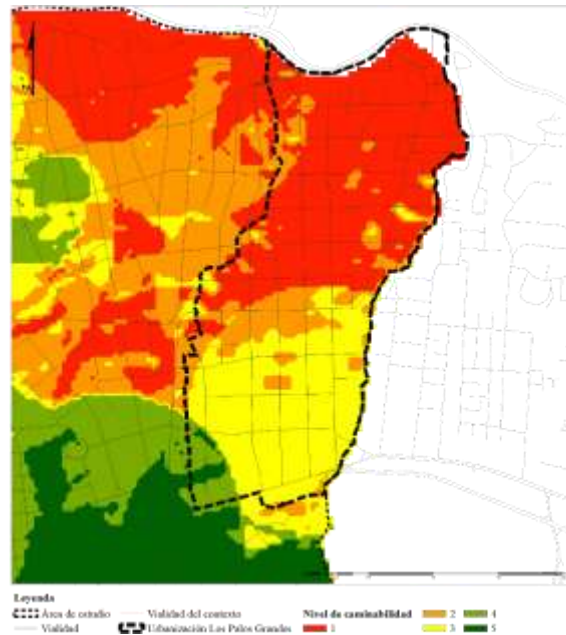 Leyenda
Área de estudio Vialidad del contexto Nivel de caminabilidad 2 4
Vialidad Urbanización Los Palos Grandes 1 3 5